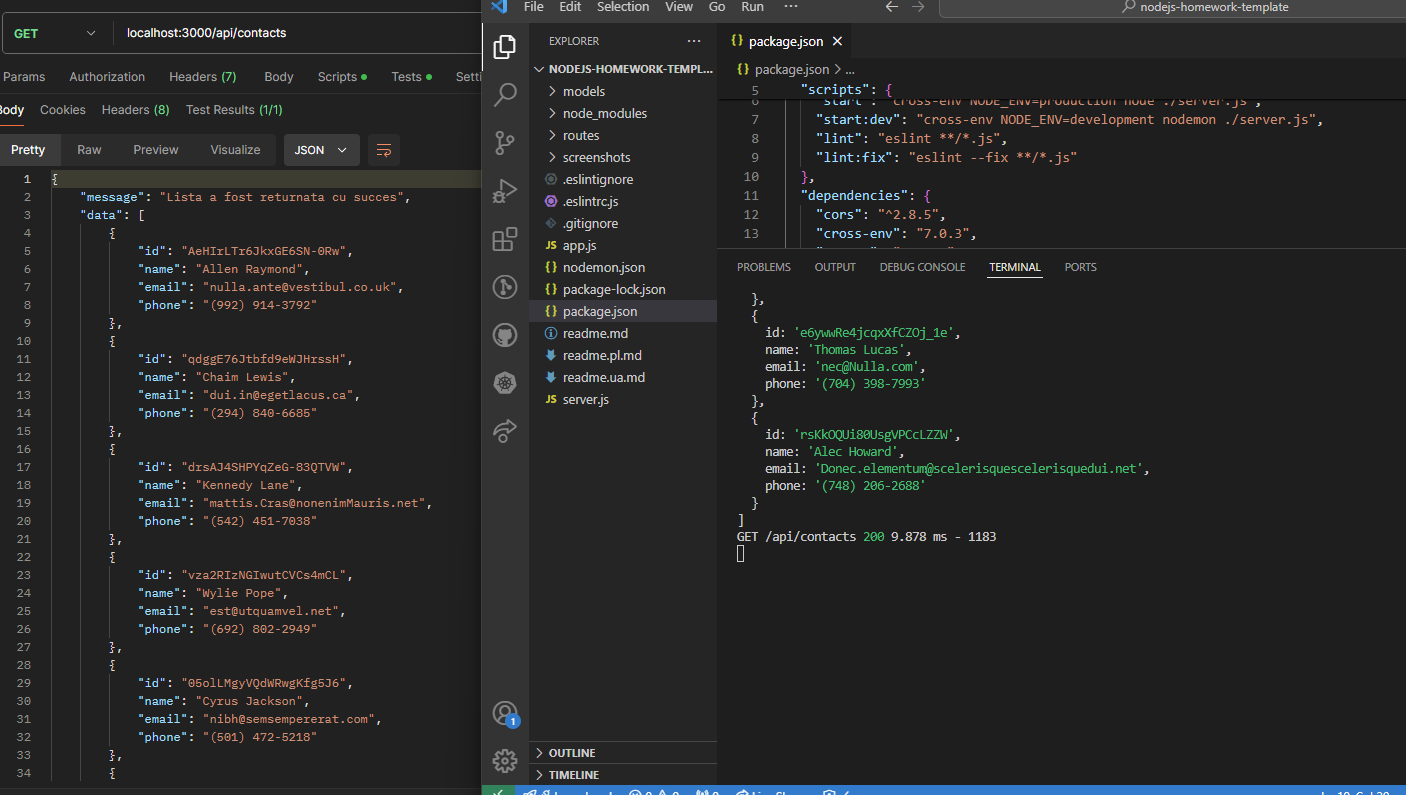 GET
localhost:3000/api/contacts
Params Authorization Headers (7) Body Scripts Tests
Body Cookies Headers (8) Test Results (1/1)
Pretty Raw Preview Visualize JSON
1 {
2 "message": "Lista a fost returnata cu succes",
3 "data": [
4 {
5 "id": "AeHIrLTr6JkxGE6SN-0Rw",
6 "name": "Allen Raymond",
7 "email": "nulla.ante@vestibul.co.uk",
8 "phone": "(992) 914-3792"
9 },
10 {
11 "id": "qdggE76Jtbfd9eWJHrssH",
12 "name": "Chaim Lewis",
13 "email": "dui.in@egetlacus.ca",
14 "phone": "(294) 840-6685"
15 },
16 {
17 "id": "drsAJ4SHPYqZeG-83QTVW",
18 "name": "Kennedy Lane",
19 "email": "mattis.Cras@nonenimMauris.net",
20 "phone": "(542) 451-7038"
21 },
22 {
23 "id": "vza2RIzNGIwutCVCs4mCL",
24 "name": "Wylie Pope",
25 "email": "est@utquamvel.net",
26 "phone": "(692) 802-2949"
27 },
28 {
29 "id": "05olLMgyVQdWRwgKfg5J6",
30 "name": "Cyrus Jackson",
31 "email": "nibh@semsempererat.com",
32 "phone": "(501) 472-5218"
33 },
34 {
File Edit Selection View Go Run ···
nodejs-homework-template
EXPLORER ···
NODEJS-HOMEWORK-TEMPL...
models
node_modules
routes
screenshots
.eslintignore
.eslintrc.js
.gitignore
JS app.js
{} nodemon.json
{} package-lock.json
{} package.json
readme.md
readme.pl.md
readme.ua.md
JS server.js
1
OUTLINE
TIMELINE
{} package.json
{} package.json > ...
5 "scripts": {
6 "start": "cross-env NODE_ENV=production node ./server.js",
7 "start:dev": "cross-env NODE_ENV=development nodemon ./server.js",
8 "lint": "eslint **/*.js",
9 "lint:fix": "eslint --fix **/*.js"
10 },
11 "dependencies": {
12 "cors": "^2.8.5",
13 "cross-env": "7.0.3",
PROBLEMS OUTPUT DEBUG CONSOLE TERMINAL PORTS
},
{
id: 'e6ywwRe4jcqxXfCZOj_1e',
name: 'Thomas Lucas',
email: 'nec@Nulla.com',
phone: '(704) 398-7993'
},
{
id: 'rsKkOQUi80UsgVPCcLZZW',
name: 'Alec Howard',
email: 'Donec.elementum@scelerisquescelerisquedui.net',
phone: '(748) 206-2688'
}
]
GET /api/contacts 200 9.878 ms - 1183